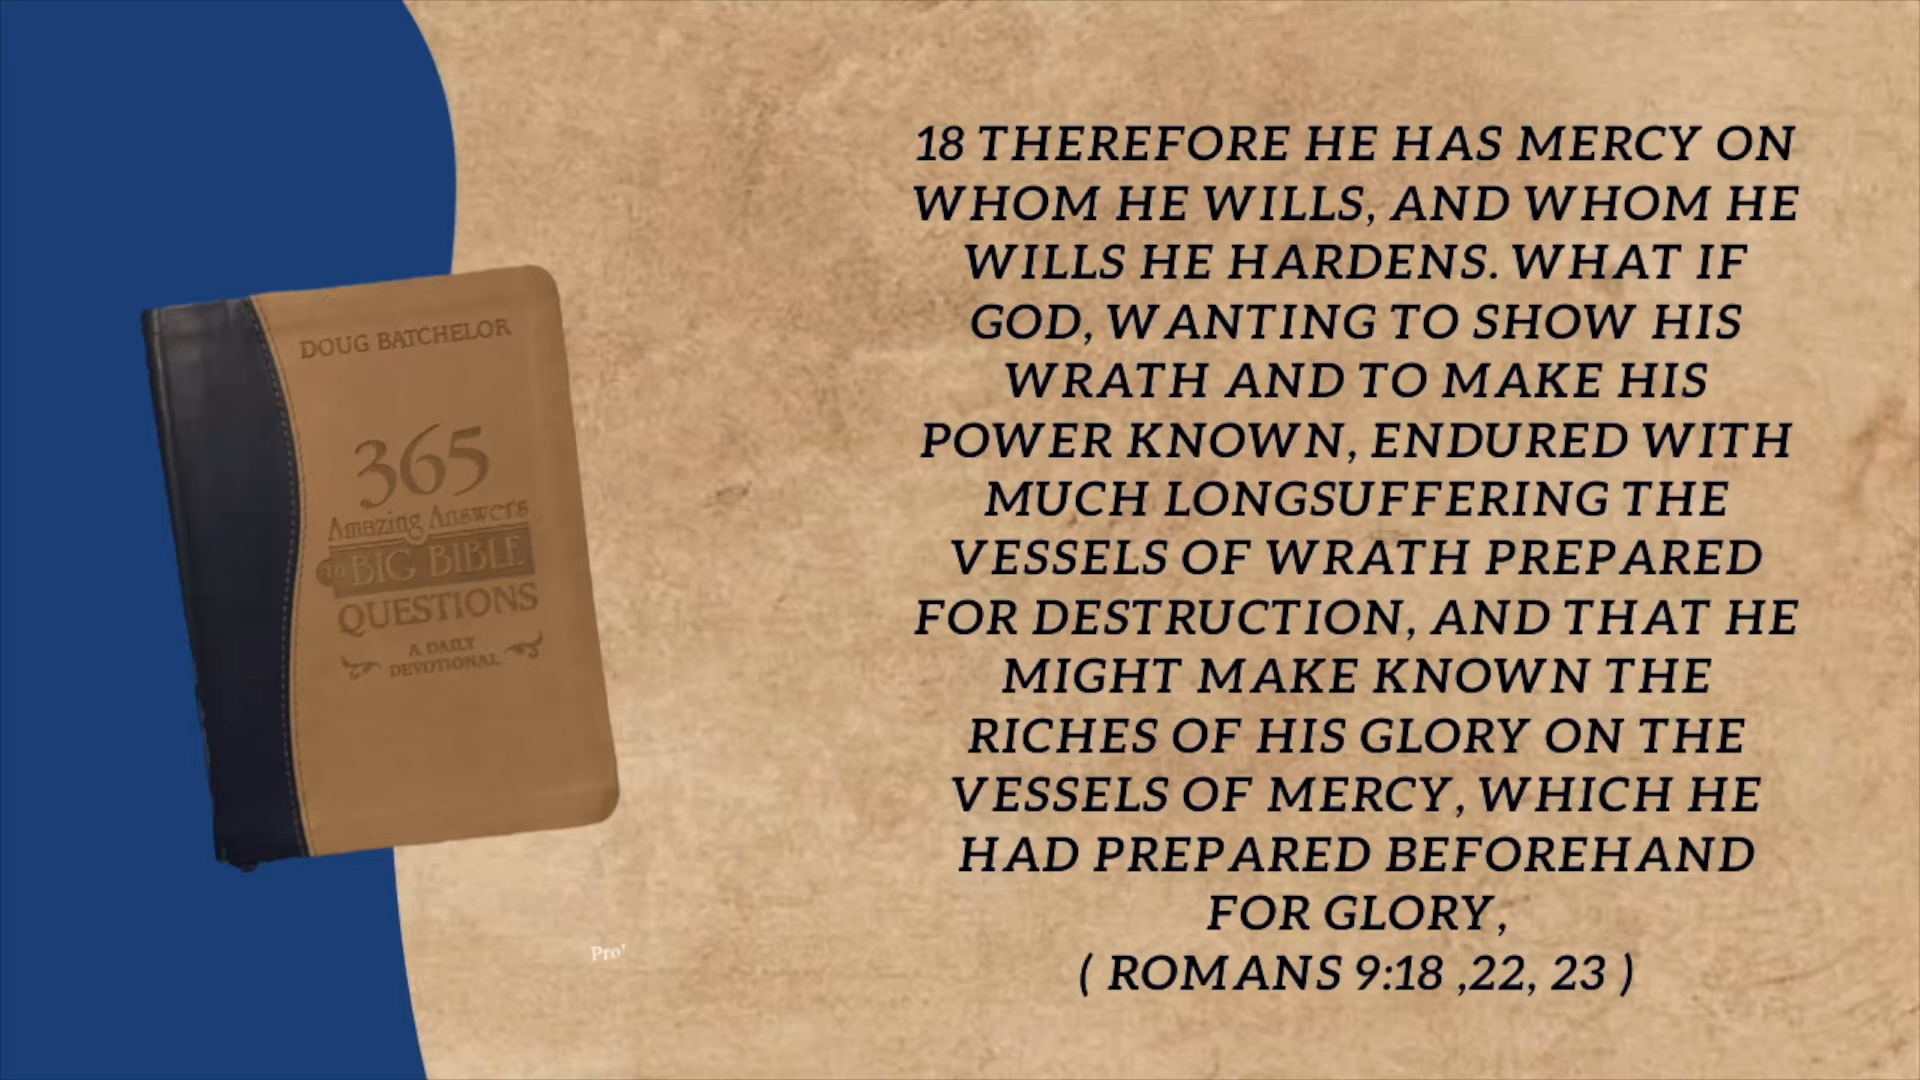 DOUG BATCHELOR
365
Amazing Answers
TO BIG BIBLE
QUESTIONS
A DAILY
DEVOTIONAL
18 THEREFORE HE HAS MERCY ON
WHOM HE WILLS, AND WHOM HE
WILLS HE HARDENS. WHAT IF
GOD, WANTING TO SHOW HIS
WRATH AND TO MAKE HIS
POWER KNOWN, ENDURED WITH
MUCH LONGSUFFERING THE
VESSELS OF WRATH PREPARED
FOR DESTRUCTION, AND THAT HE
MIGHT MAKE KNOWN THE
RICHES OF HIS GLORY ON THE
VESSELS OF MERCY, WHICH HE
HAD PREPARED BEFOREHAND
FOR GLORY,
( ROMANS 9:18 ,22, 23 )
Pro'